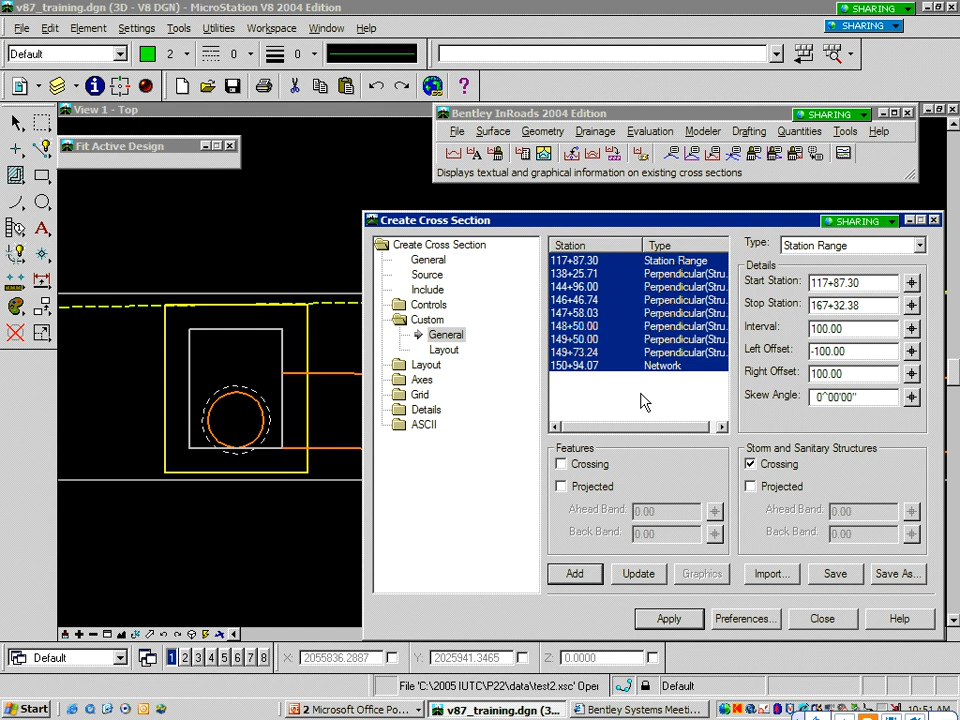 v87_training.dgn (3D - V8 DGN) - MicroStation V8 2004 Edition
SHARING
File Edit Element Settings Tools Utilities Workspace Window Help
SHARING
Default 2 0 0
View 1 - Top
Bentley InRoads 2004 Edition
SHARING
File Surface Geometry Drainage Evaluation Modeler Drafting Quantities Tools Help
Fit Active Design
Displays textual and graphical information on existing cross sections
Create Cross Section
SHARING
Create Cross Section
General
Source
Include
Controls
Custom
General
Layout
Layout
Axes
Grid
Details
ASCII
Station Type
117+87.30 Station Range
138+25.71 Perpendicular(Stru.
144+96.00 Perpendicular(Stru.
146+46.74 Perpendicular(Stru.
147+58.03 Perpendicular(Stru.
148+50.00 Perpendicular(Stru.
149+50.00 Perpendicular(Stru.
149+73.24 Perpendicular(Stru.
150+94.07 Network
Type: Station Range
Details
Start Station: 117+87.30
Stop Station: 167+32.38
Interval: 100.00
Left Offset: -100.00
Right Offset: 100.00
Skew Angle: 0^00'00"
Features
Crossing
Projected
Ahead Band: 0.00
Back Band: 0.00
Storm and Sanitary Structures
Crossing
Projected
Ahead Band: 0.00
Back Band: 0.00
Add Update Graphics Import... Save Save As...
Apply Preferences... Close Help
Default 1 2 3 4 5 6 7 8 X: 2055836.2887 Y: 2025941.3465 Z: 0.0000
File 'C:\2005 IUTC\P22\data\test2.xsc' Oper Default
Start 2 Microsoft Office Po... v87_training.dgn (3... Bentley Systems Meeti... 10:51 AM